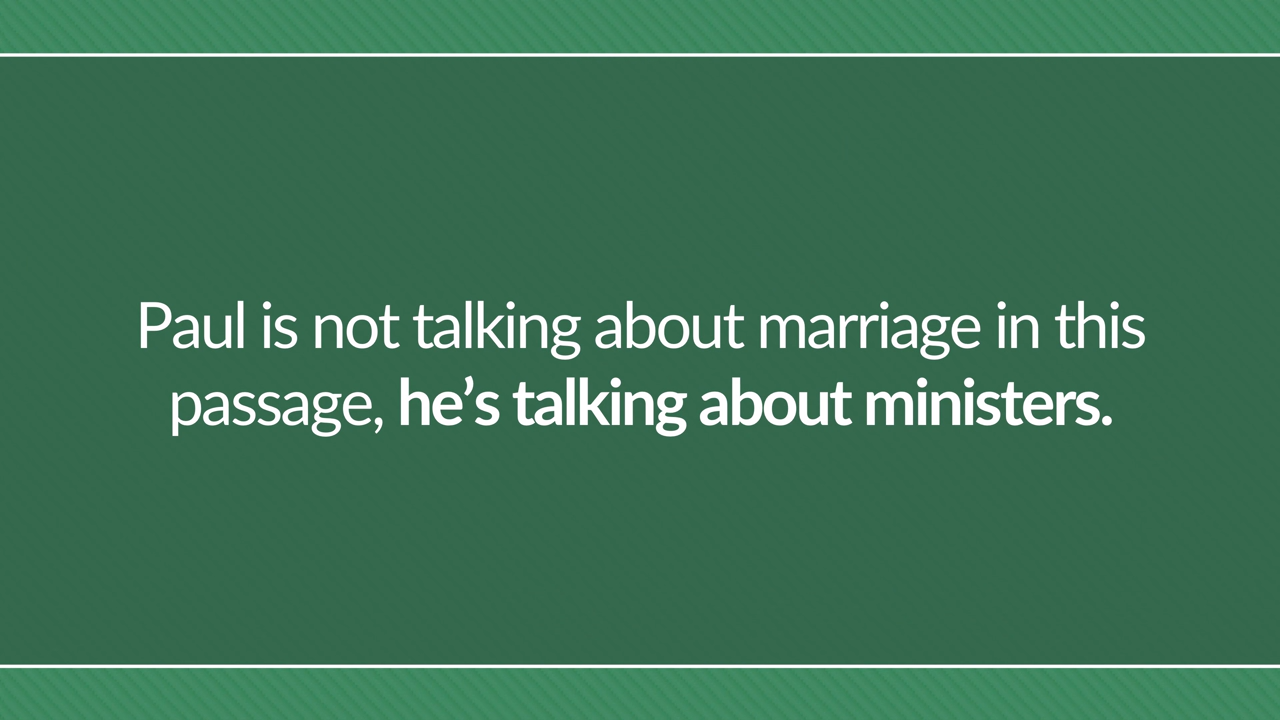 Paul is not talking about marriage in this
passage, he’s talking about ministers.